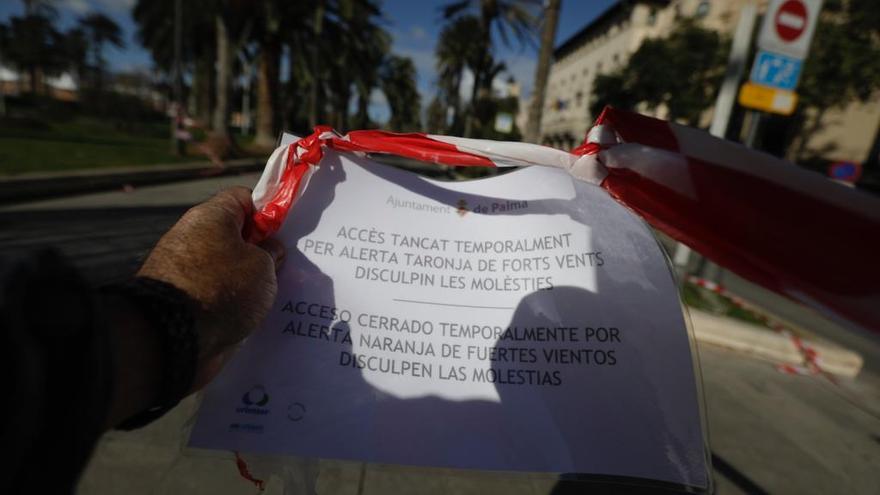 Ajuntament de Palma
ACCÈS TANCAT TEMPORALMENT
PER ALERTA TARONJA DE FORTS VENTS
DISCULPIN LES MOLÈSTIES
ACCESO CERRADO TEMPORALMENTE POR
ALERTA NARANJA DE FUERTES VIENTOS
DISCULPEN LAS MOLESTIAS